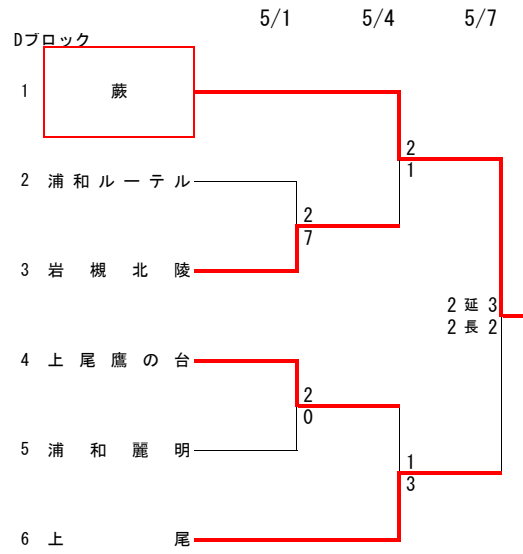 5/1 5/4 5/7
Dブロック
1 蕨
2
1
2 浦和ルーテル
2
7
3 岩槻北陵
2 延 3
2 長 2
4 上尾鷹の台
2
0
5 浦和麗明
1
3
6 上尾